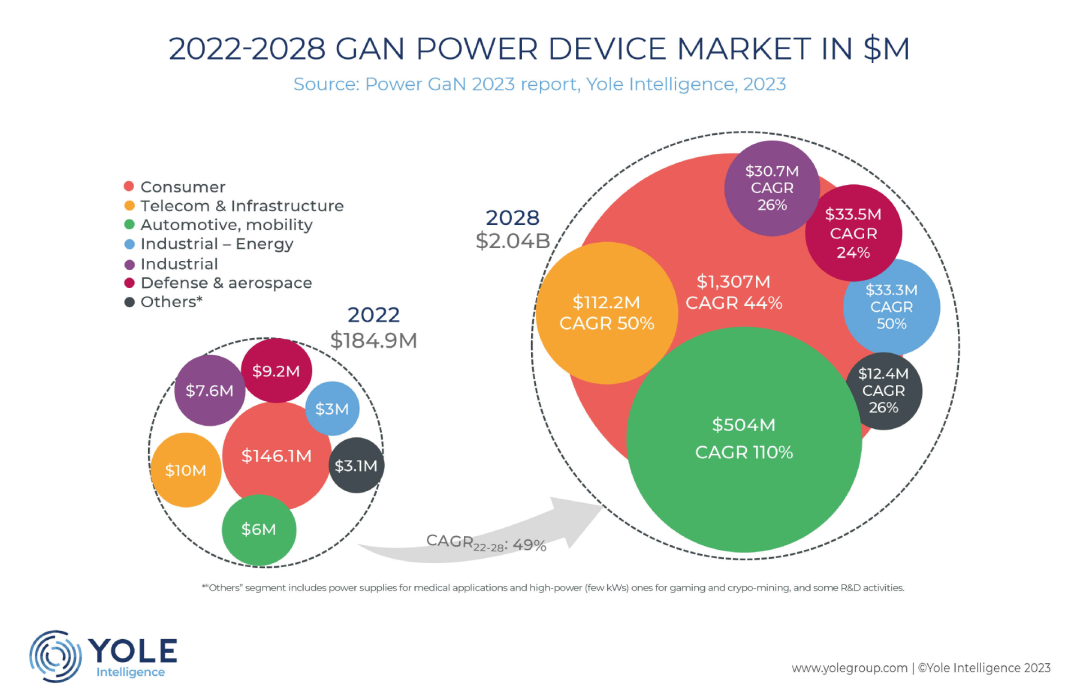 2022-2028 GAN POWER DEVICE MARKET IN $M
Source: Power GaN 2023 report, Yole Intelligence, 2023
Consumer
Telecom & Infrastructure
Automotive, mobility
Industrial – Energy
Industrial
Defense & aerospace
Others*
2022
$184.9M
$9.2M
$7.6M
$3M
$146.1M
$3.1M
$10M
$6M
CAGR22-28: 49%
2028
$2.04B
$30.7M
CAGR
26%
$33.5M
CAGR
24%
$1,307M
CAGR 44%
$112.2M
CAGR 50%
$33.3M
CAGR
50%
$12.4M
CAGR
26%
$504M
CAGR 110%
*"Others" segment includes power supplies for medical applications and high-power (few kWs) ones for gaming and crypo-mining, and some R&D activities.
YOLE
Intelligence
www.yolegroup.com | ©Yole Intelligence 2023